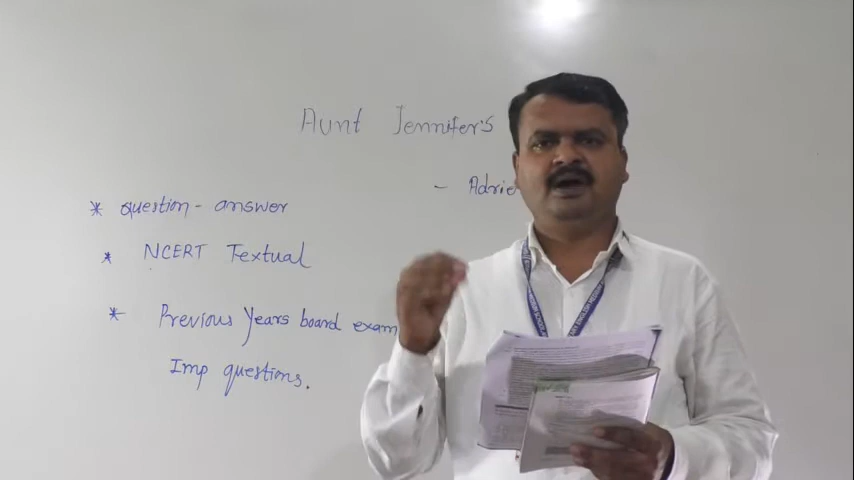 Aunt Jennifer's
- Adrie
* question - answer
* NCERT Textual
* Previous Years board exam
Imp questions.